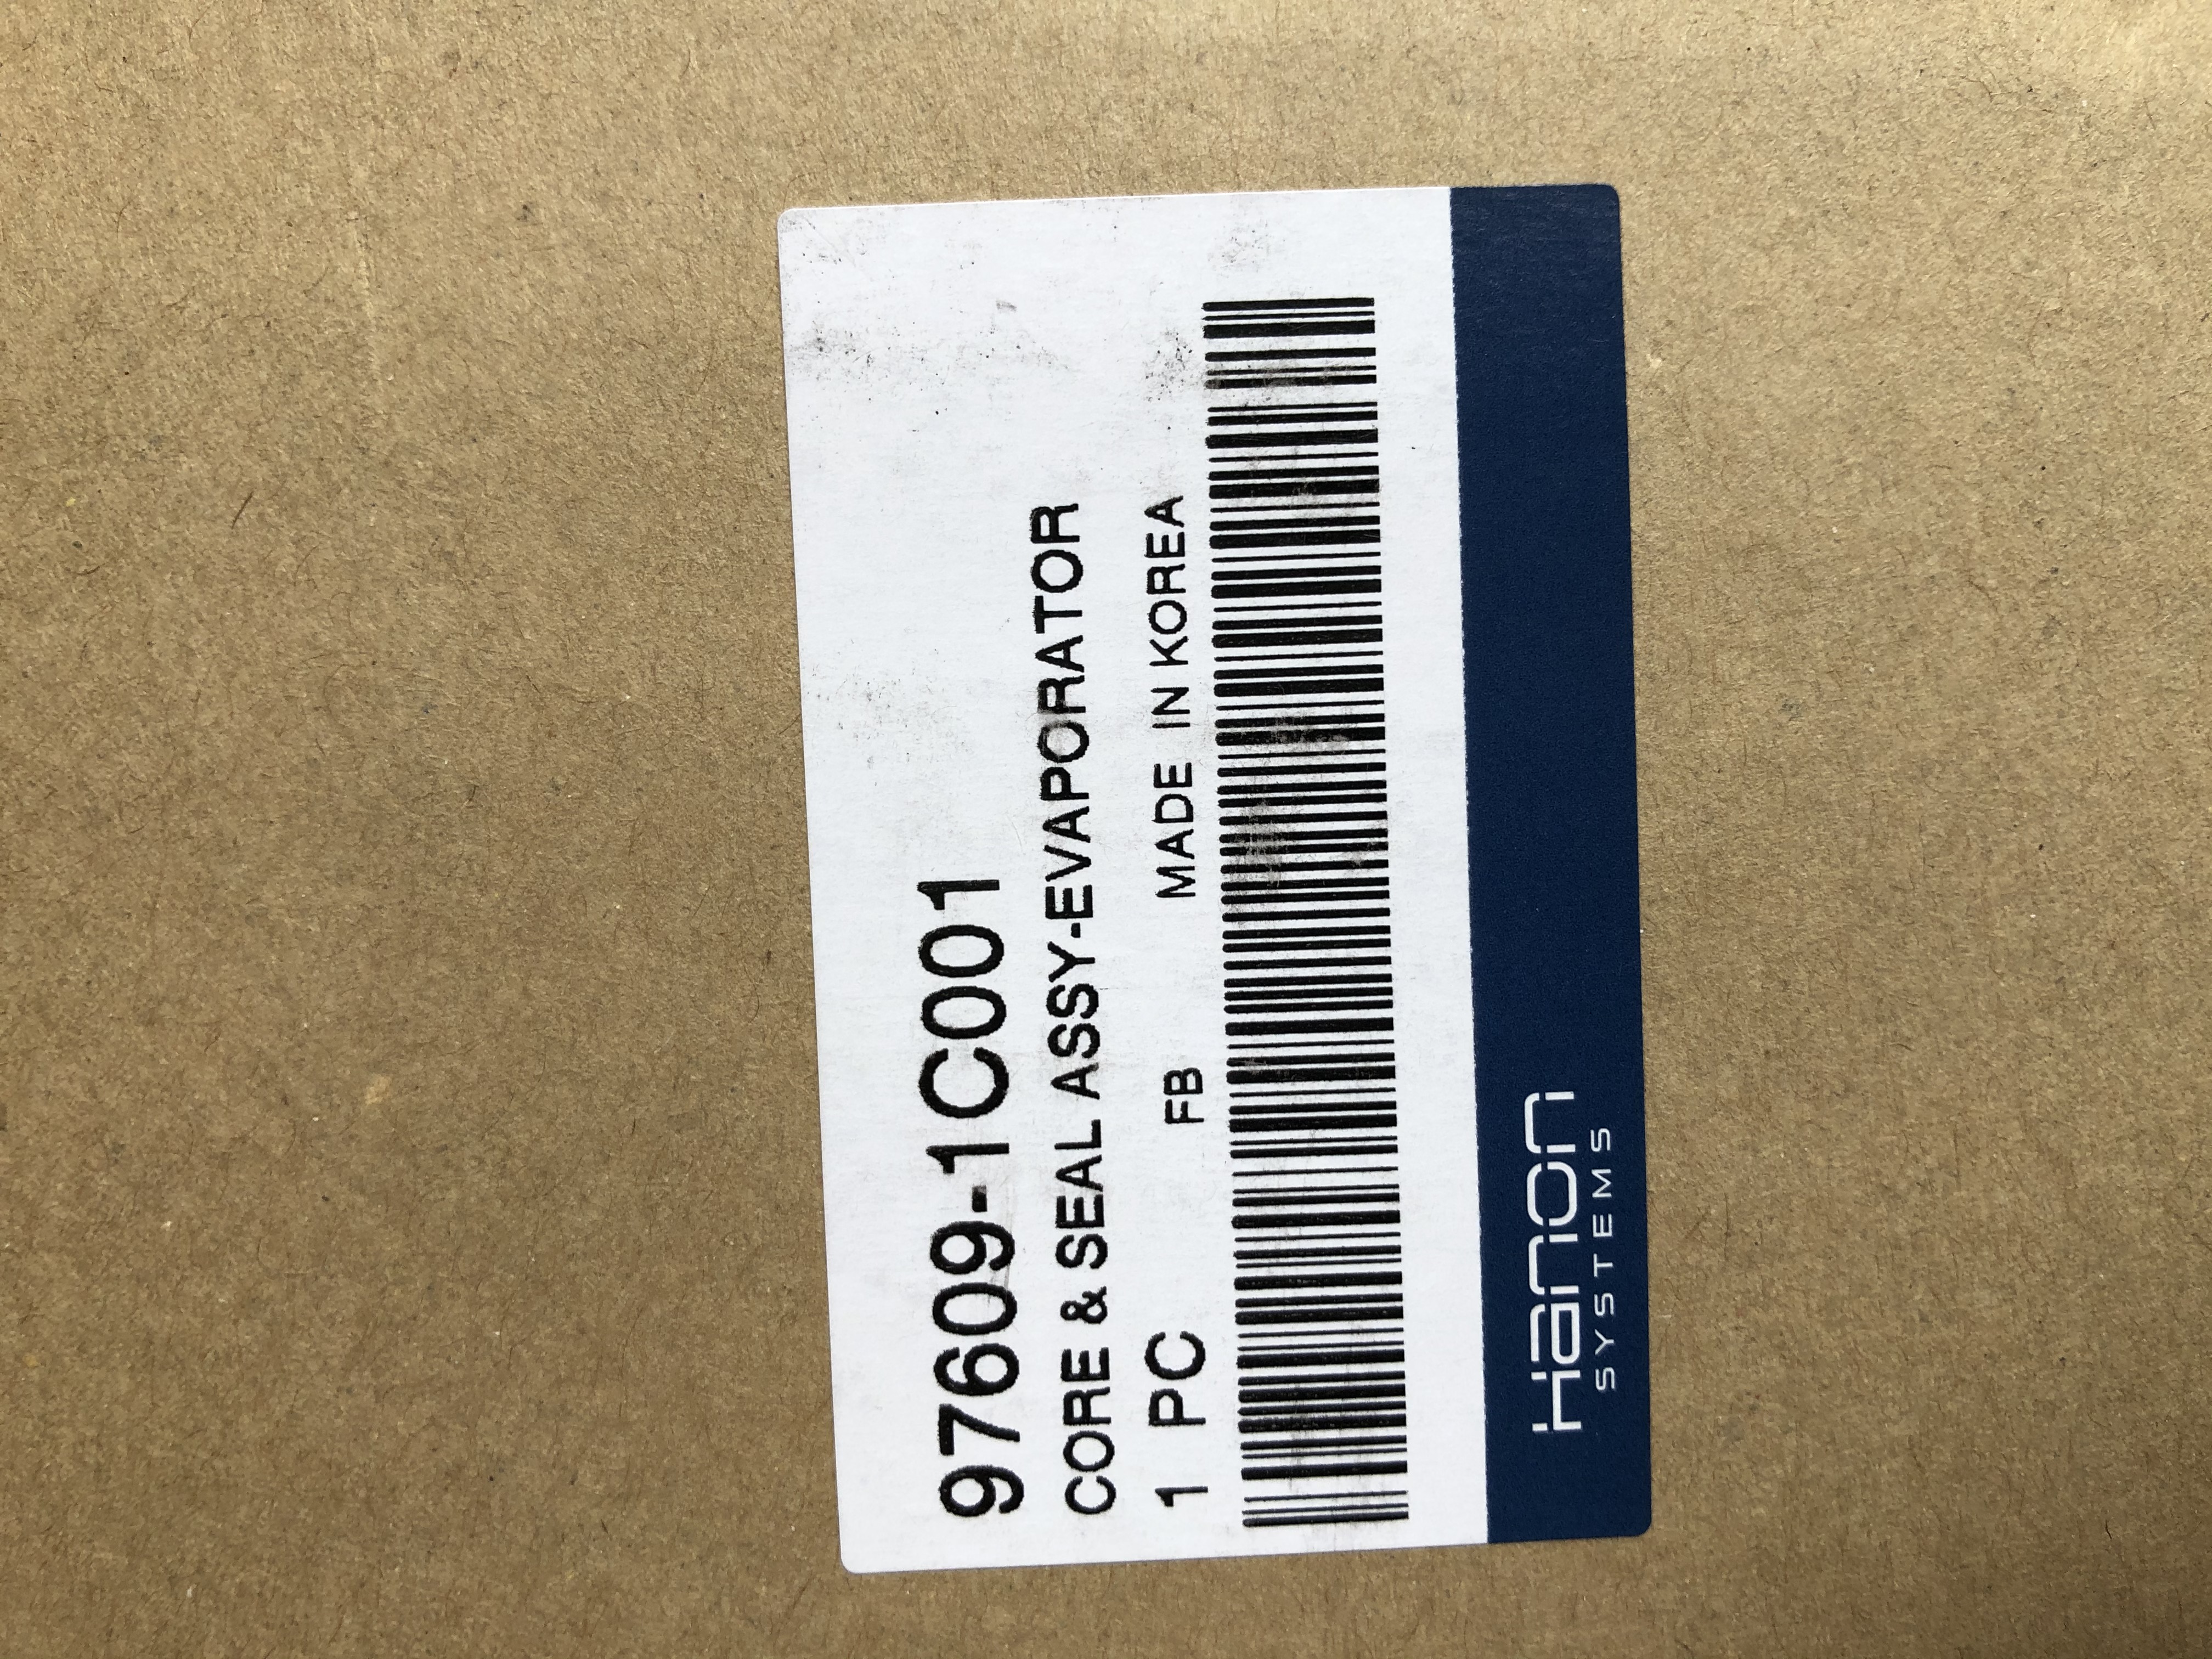 97609-1C001
CORE & SEAL ASSY-EVAPORATOR
1 PC FB MADE IN KOREA
Hanon
SYSTEMS